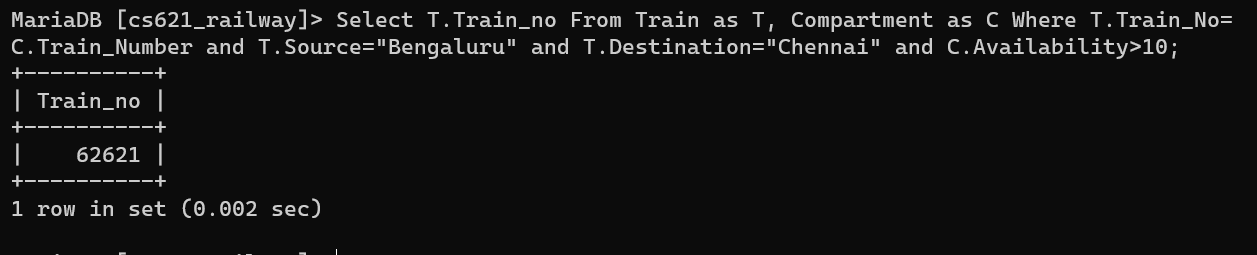 MariaDB [cs621_railway]> Select T.Train_no From Train as T, Compartment as C Where T.Train_No=
C.Train_Number and T.Source="Bengaluru" and T.Destination="Chennai" and C.Availability>10;
+----------+
| Train_no |
+----------+
|    62621 |
+----------+
1 row in set (0.002 sec)